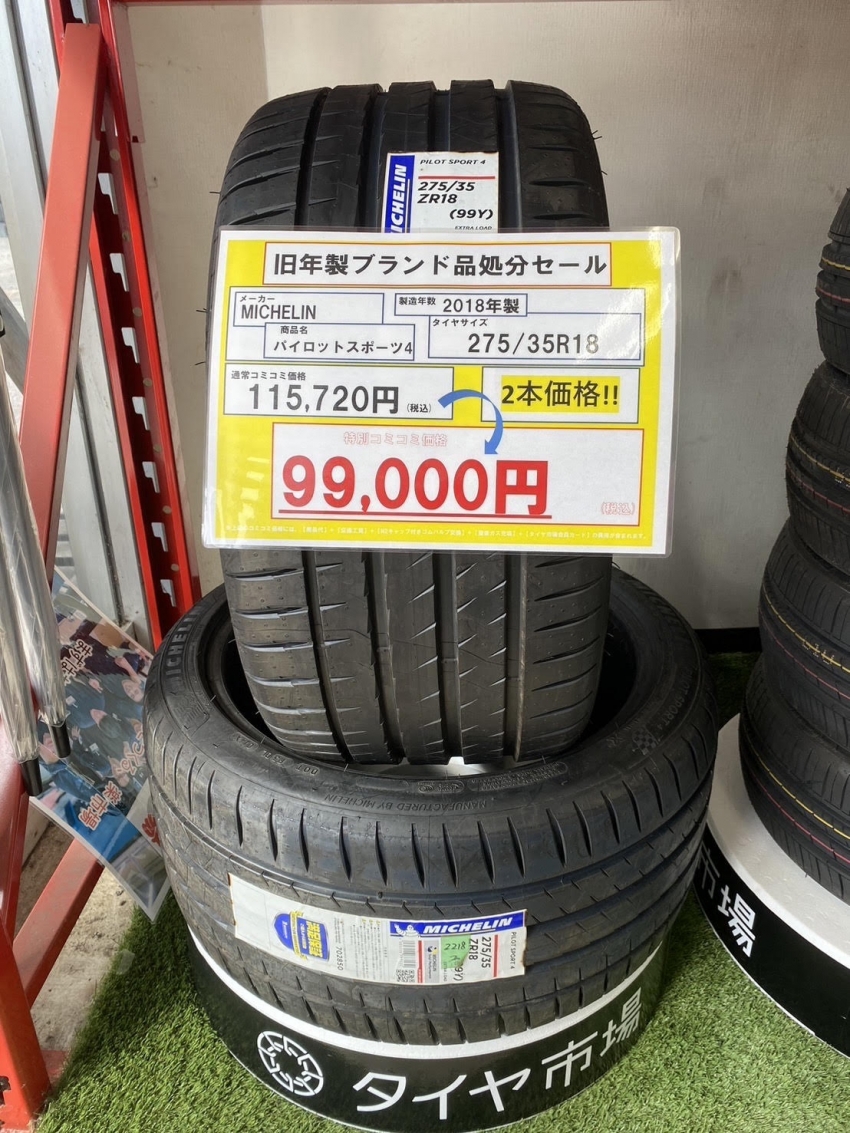 PILOT SPORT 4
MICHELIN
275/35
ZR18
(99Y)
EXTRA LOAD
旧年製ブランド品処分セール
メーカー
MICHELIN
製造年数 2018年製
商品名
パイロットスポーツ4
タイヤサイズ
275/35R18
通常コミコミ価格
115,720円 (税込)
2本価格!!
特別コミコミ価格
99,000円
(税込)
MANUFACTURED BY MICHELIN
MICHELIN
PILOT SPORT 4
275/35
ZR18
2218
702850
タイヤ市場
市場